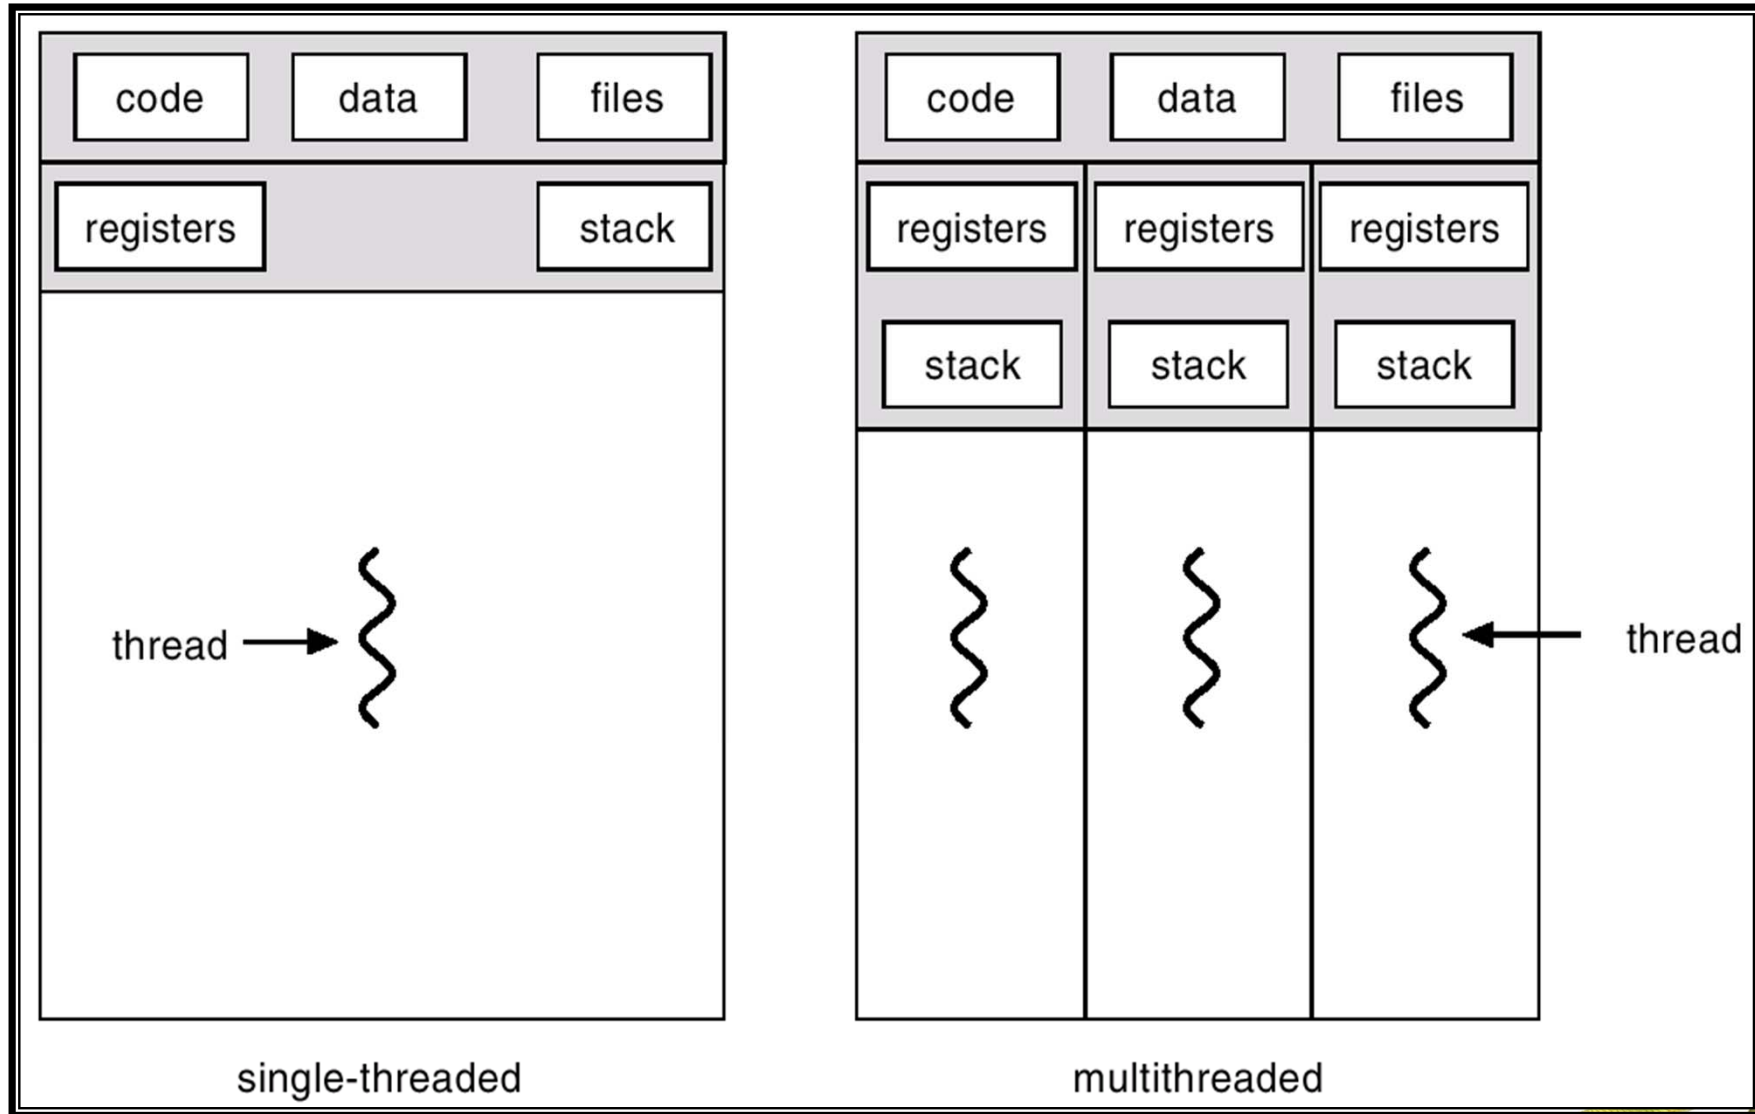 code data files
registers stack
thread
single-threaded
code data files
registers registers registers
stack stack stack
thread
multithreaded